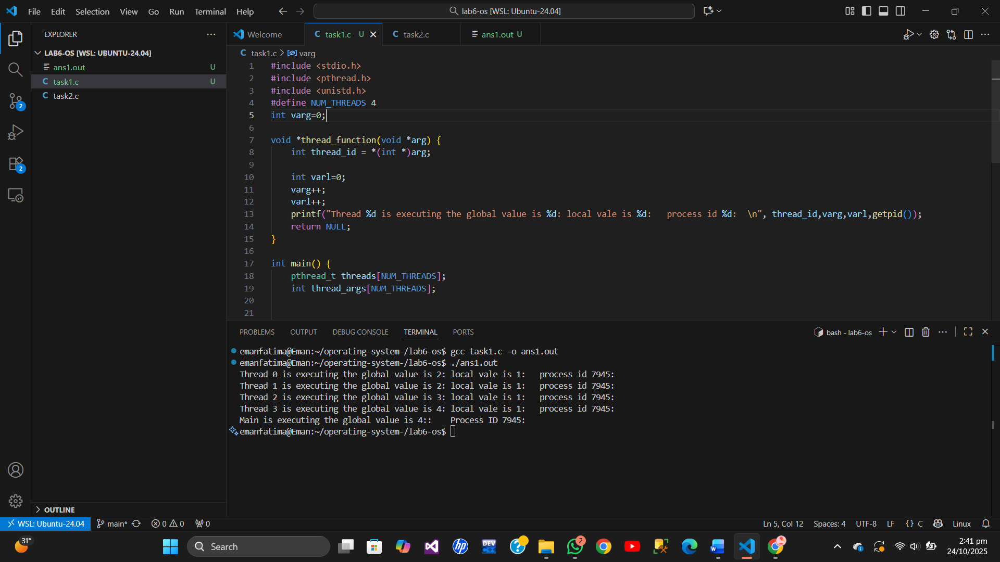 File Edit Selection View Go Run Terminal Help
lab6-os [WSL: Ubuntu-24.04]
EXPLORER
LAB6-OS [WSL: UBUNTU-24.04]
ans1.out U
C task1.c U
C task2.c
2
2
OUTLINE
Welcome
C task1.c U
C task2.c
ans1.out U
C task1.c > varg
1 #include <stdio.h>
2 #include <pthread.h>
3 #include <unistd.h>
4 #define NUM_THREADS 4
5 int varg=0;
6
7 void *thread_function(void *arg) {
8 int thread_id = *(int *)arg;
9
10 int varl=0;
11 varg++;
12 varl++;
13 printf("Thread %d is executing the global value is %d: local vale is %d:   process id %d:  \n", thread_id,varg,varl,getpid());
14 return NULL;
15 }
16
17 int main() {
18 pthread_t threads[NUM_THREADS];
19 int thread_args[NUM_THREADS];
20
21
PROBLEMS OUTPUT DEBUG CONSOLE TERMINAL PORTS
bash - lab6-os
emanfatima@Eman:~/operating-system-/lab6-os$ gcc task1.c -o ans1.out
emanfatima@Eman:~/operating-system-/lab6-os$ ./ans1.out
Thread 0 is executing the global value is 2: local vale is 1:   process id 7945:
Thread 1 is executing the global value is 2: local vale is 1:   process id 7945:
Thread 2 is executing the global value is 3: local vale is 1:   process id 7945:
Thread 3 is executing the global value is 4: local vale is 1:   process id 7945:
Main is executing the global value is 4::    Process ID 7945:
emanfatima@Eman:~/operating-system-/lab6-os$
WSL: Ubuntu-24.04 main* 0 0 0
Ln 5, Col 12 Spaces: 4 UTF-8 LF {} C Linux
31°
Search
hp
DEV C++
2
2:41 pm
24/10/2025